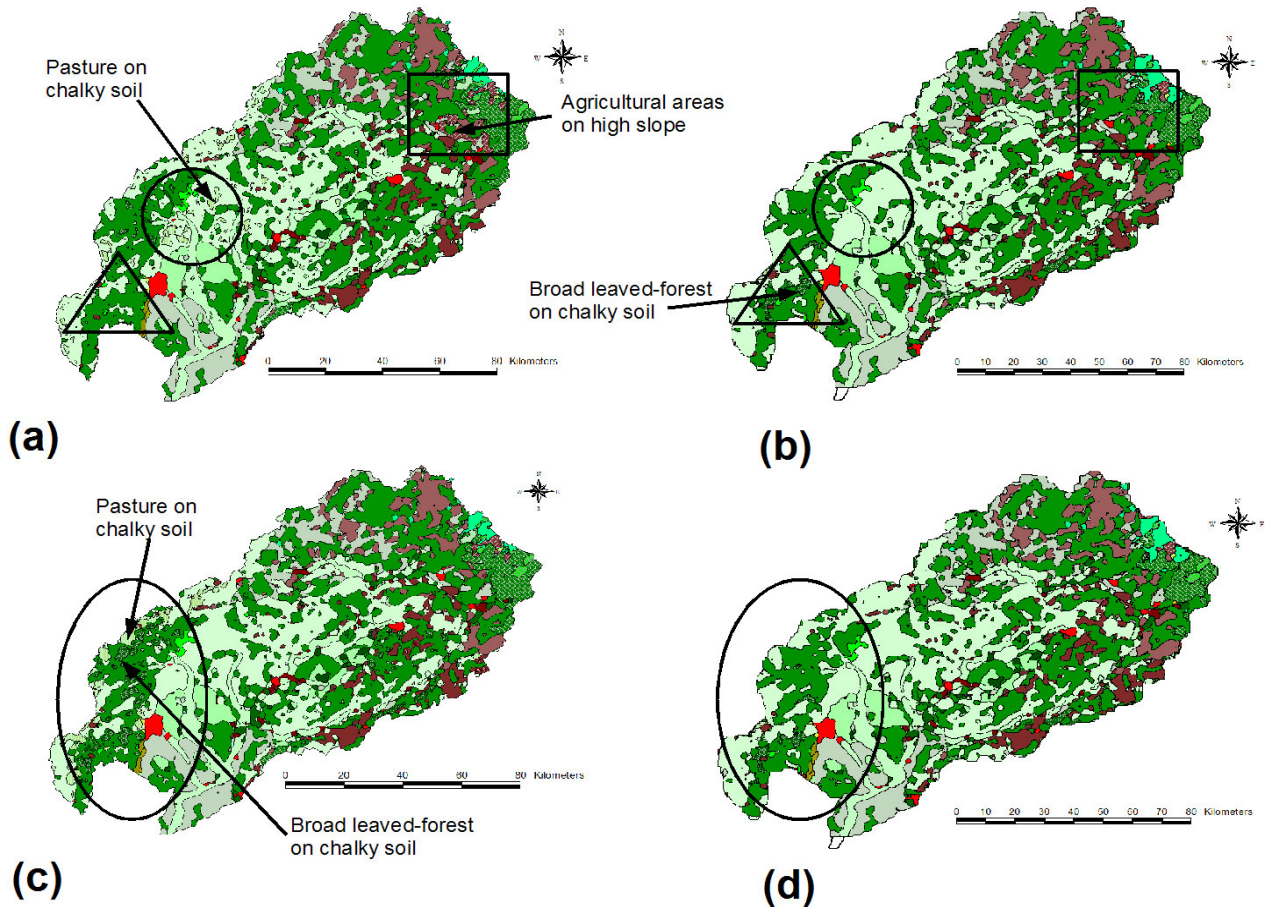 N
W E
S
Pasture on
chalky soil
Agricultural areas
on high slope
0 20 40 60 80 Kilometers
(a)
N
W E
S
Broad leaved-forest
on chalky soil
0 10 20 30 40 50 60 70 80 Kilometers
(b)
N
S
Pasture on
chalky soil
0 20 40 60 80 Kilometers
Broad leaved-forest
on chalky soil
(c)
N
W
S
0 10 20 30 40 50 60 70 80 Kilometers
(d)